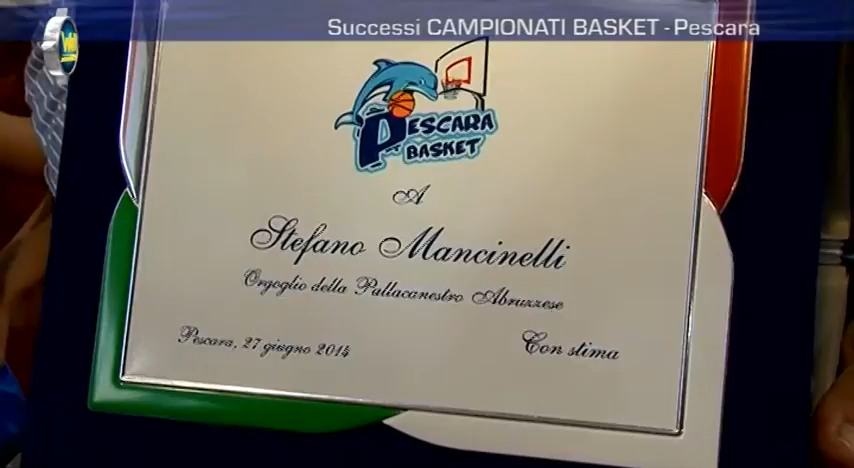 Successi CAMPIONATI BASKET - Pescara
PESCARA
BASKET
A
Stefano Mancinelli
Orgoglio della Pallacanestro Abruzzese
Pescara, 27 giugno 2014
Con stima